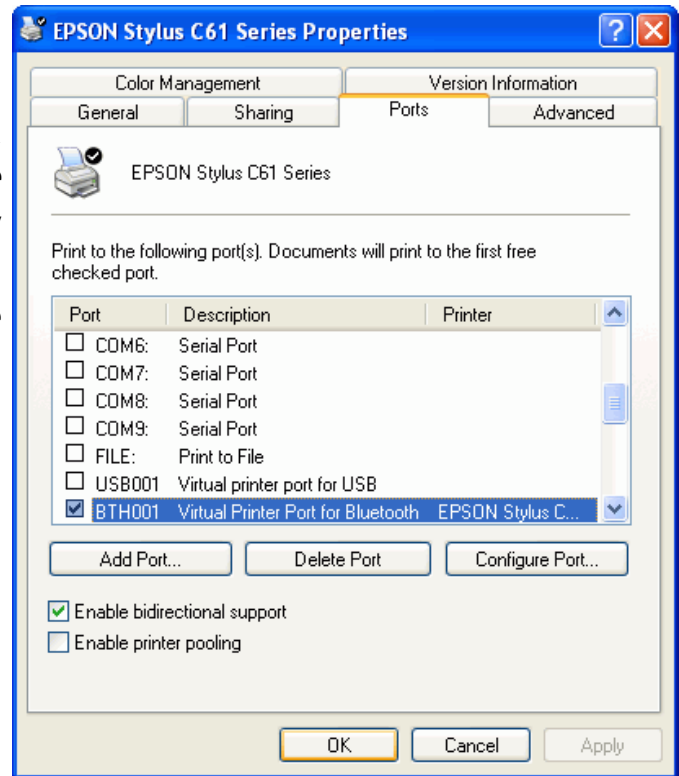 EPSON Stylus C61 Series Properties
Color Management Version Information
General Sharing Ports Advanced
EPSON Stylus C61 Series
Print to the following port(s). Documents will print to the first free
checked port.
Port Description Printer
COM6: Serial Port
COM7: Serial Port
COM8: Serial Port
COM9: Serial Port
FILE: Print to File
USB001 Virtual printer port for USB
BTH001 Virtual Printer Port for Bluetooth EPSON Stylus C...
Add Port... Delete Port Configure Port...
Enable bidirectional support
Enable printer pooling
OK Cancel Apply